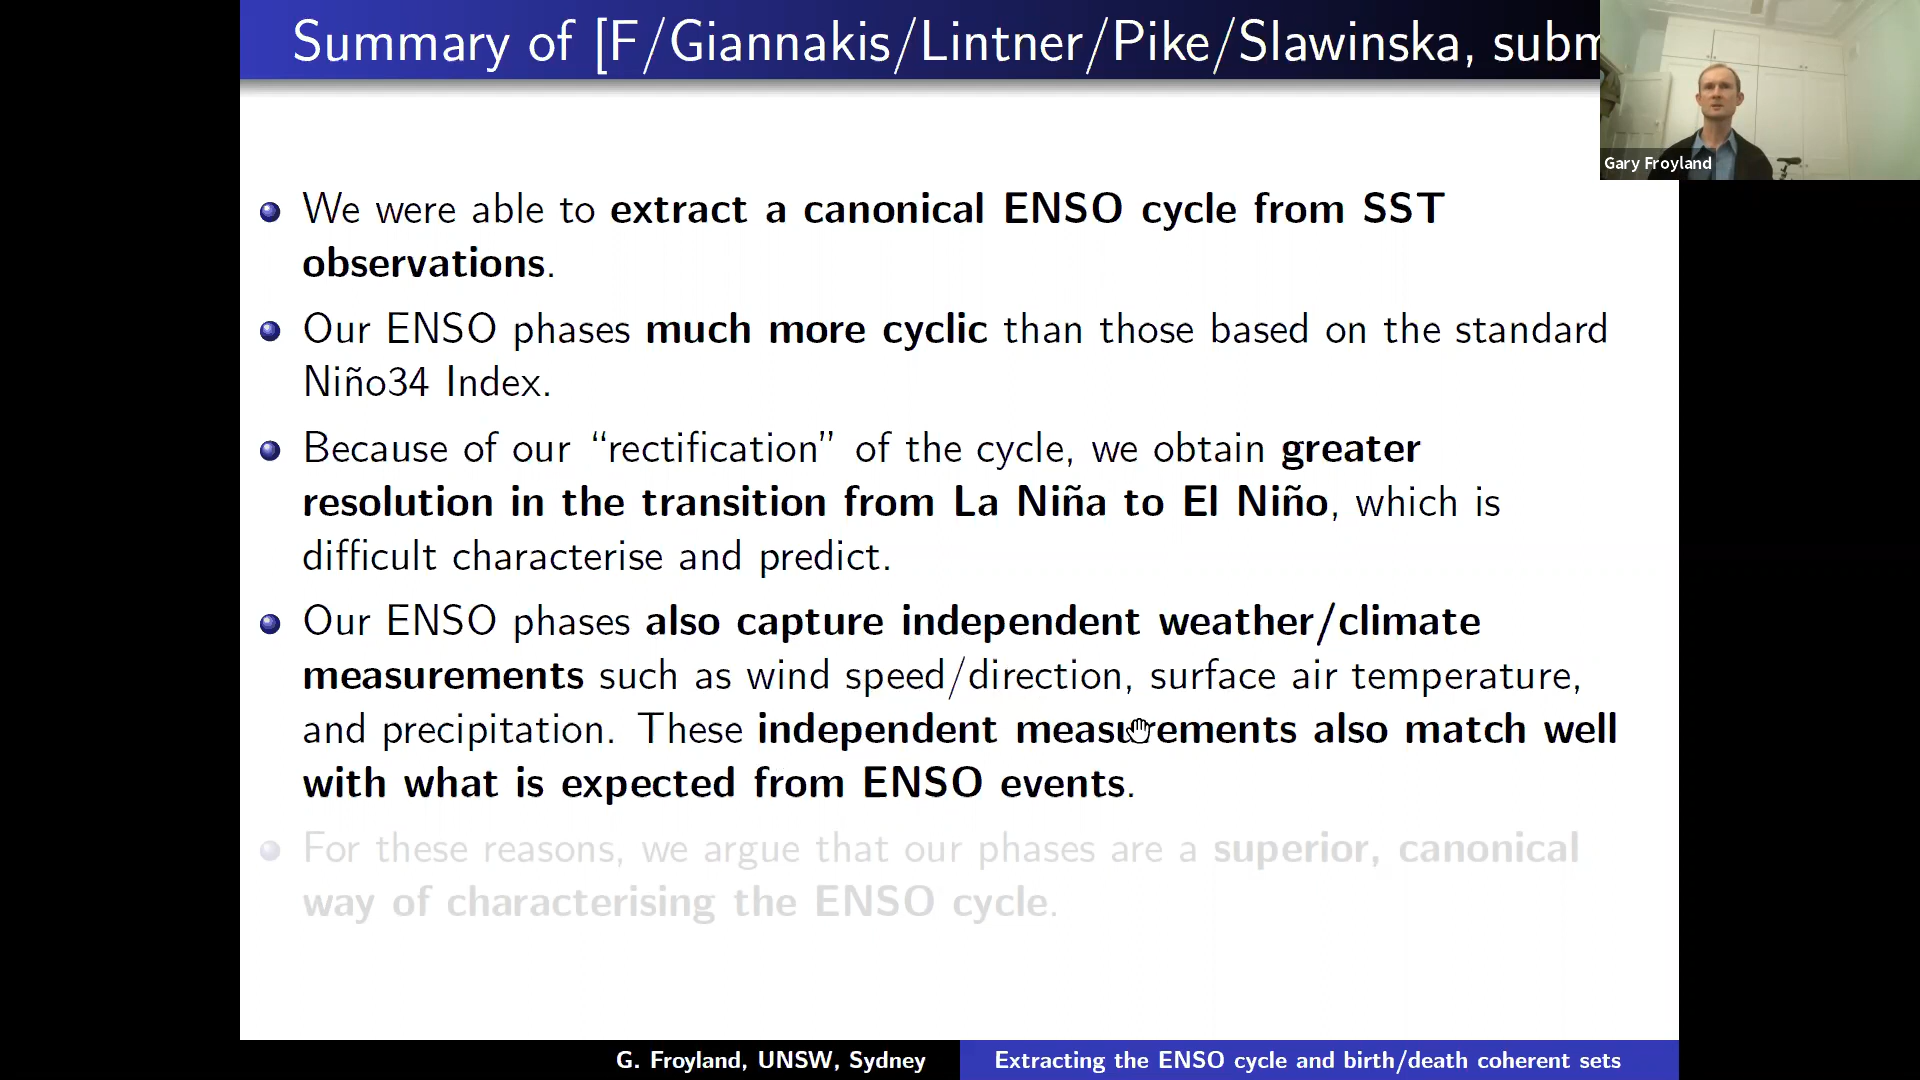 Summary of [F/Giannakis/Lintner/Pike/Slawinska,
Gary Froyland
We were able to extract a canonical ENSO cycle from SST
observations.
Our ENSO phases much more cyclic than those based on the standard
Niño34 Index.
Because of our “rectification” of the cycle, we obtain greater
resolution in the transition from La Niña to El Niño, which is
difficult characterise and predict.
Our ENSO phases also capture independent weather/climate
measurements such as wind speed/direction, surface air temperature,
and precipitation. These independent measurements also match well
with what is expected from ENSO events.
For these reasons, we argue that our phases are a superior, canonical
way of characterising the ENSO cycle.
G. Froyland, UNSW, Sydney
Extracting the ENSO cycle and birth/death coherent sets